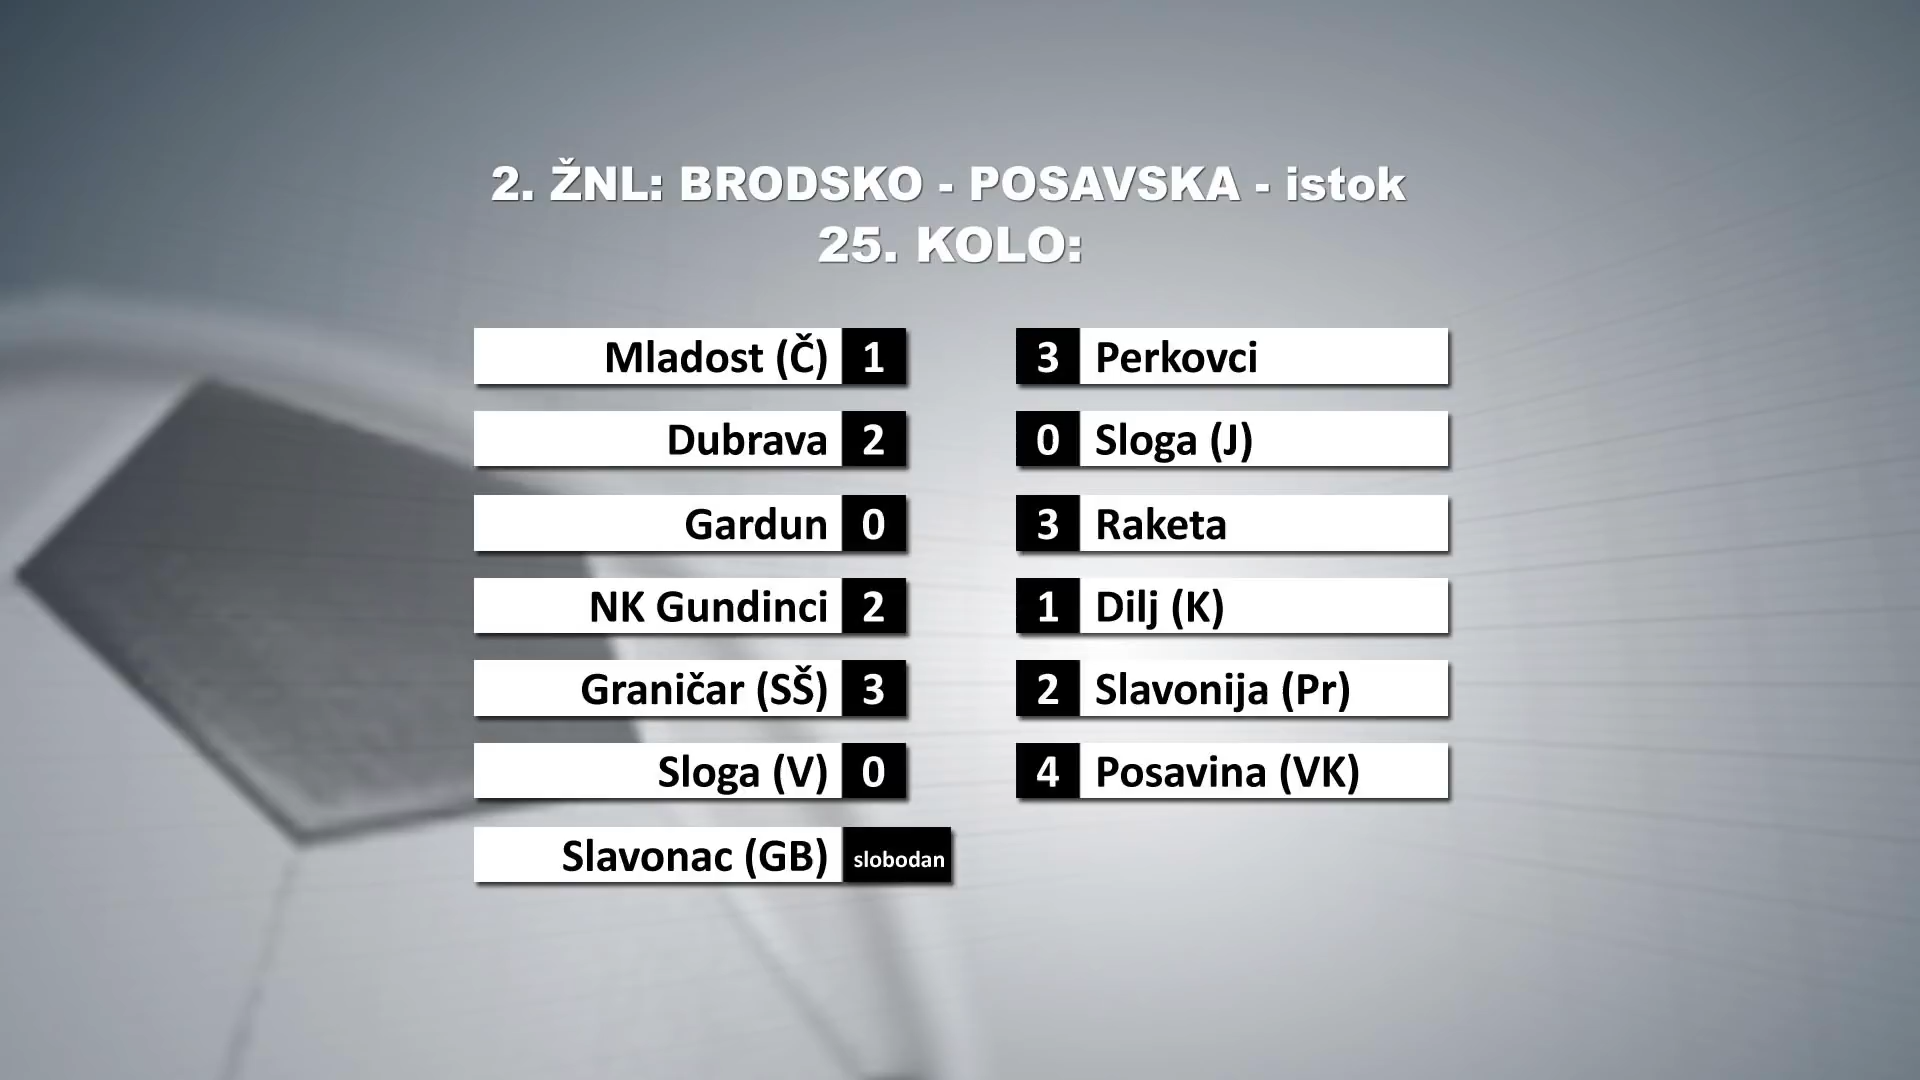 2. ŽNL: BRODSKO - POSAVSKA - istok
25. KOLO:
Mladost (Č) 1 3 Perkovci
Dubrava 2 0 Sloga (J)
Gardun 0 3 Raketa
NK Gundinci 2 1 Dilj (K)
Graničar (SŠ) 3 2 Slavonija (Pr)
Sloga (V) 0 4 Posavina (VK)
Slavonac (GB) slobodan